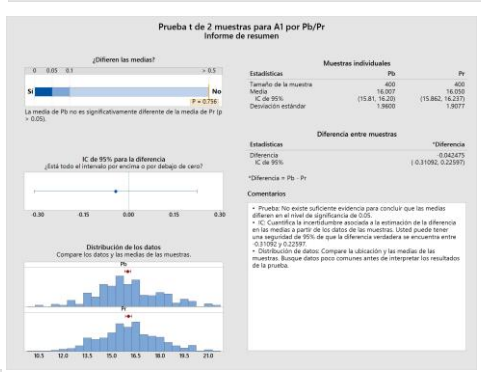 Prueba t de 2 muestras para A1 por Pb/Pr
Informe de resumen
¿Difieren las medias?
0 0.05 0.1 > 0.5
Sí No
P = 0.756
La media de Pb no es significativamente diferente de la media de Pr (p
> 0.05).
Muestras individuales
Estadísticas Pb Pr
Tamaño de la muestra 400 400
Media 16.007 16.050
IC de 95% (15.81, 16.20) (15.862, 16.237)
Desviación estándar 1.9600 1.9077
Diferencia entre muestras
Estadísticas *Diferencia
Diferencia -0.042475
IC de 95% (-0.31092, 0.22597)
*Diferencia = Pb - Pr
IC de 95% para la diferencia
¿Está todo el intervalo por encima o por debajo de cero?
-0.30 -0.15 0.00 0.15 0.30
Comentarios
• Prueba: No existe suficiente evidencia para concluir que las medias
difieren en el nivel de significancia de 0.05.
• IC: Cuantifica la incertidumbre asociada a la estimación de la diferencia
en las medias a partir de los datos de las muestras. Usted puede tener
una seguridad de 95% de que la diferencia verdadera se encuentra entre
-0.31092 y 0.22597.
• Distribución de datos: Compare la ubicación y las medias de las
muestras. Busque datos poco comunes antes de interpretar los resultados
de la prueba.
Distribución de los datos
Compare los datos y las medias de las muestras.
Pb
Pr
10.5 12.0 13.5 15.0 16.5 18.0 19.5 21.0